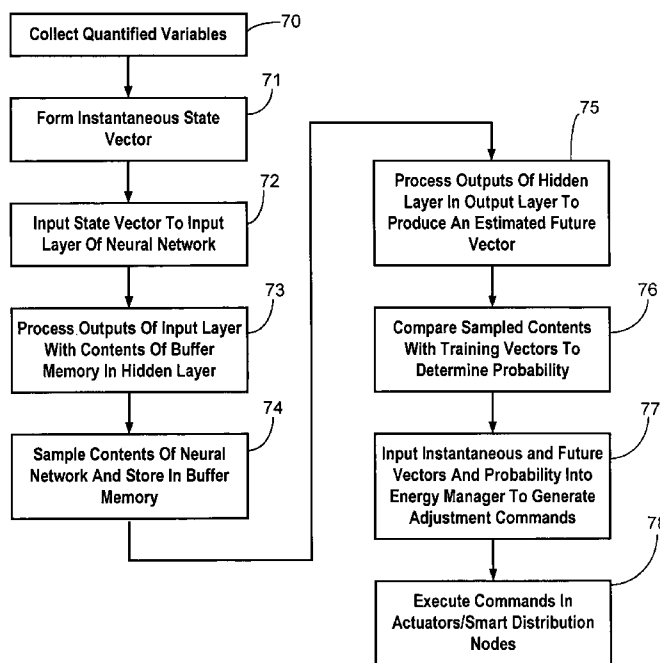 Collect Quantified Variables
70
Form Instantaneous State
Vector
71
Input State Vector To Input
Layer Of Neural Network
72
Process Outputs Of Input Layer
With Contents Of Buffer
Memory In Hidden Layer
73
Sample Contents Of Neural
Network And Store In Buffer
Memory
74
Process Outputs Of Hidden
Layer In Output Layer To
Produce An Estimated Future
Vector
75
Compare Sampled Contents
With Training Vectors To
Determine Probability
76
Input Instantaneous and Future
Vectors And Probability Into
Energy Manager To Generate
Adjustment Commands
77
Execute Commands In
Actuators/Smart Distribution
Nodes
78